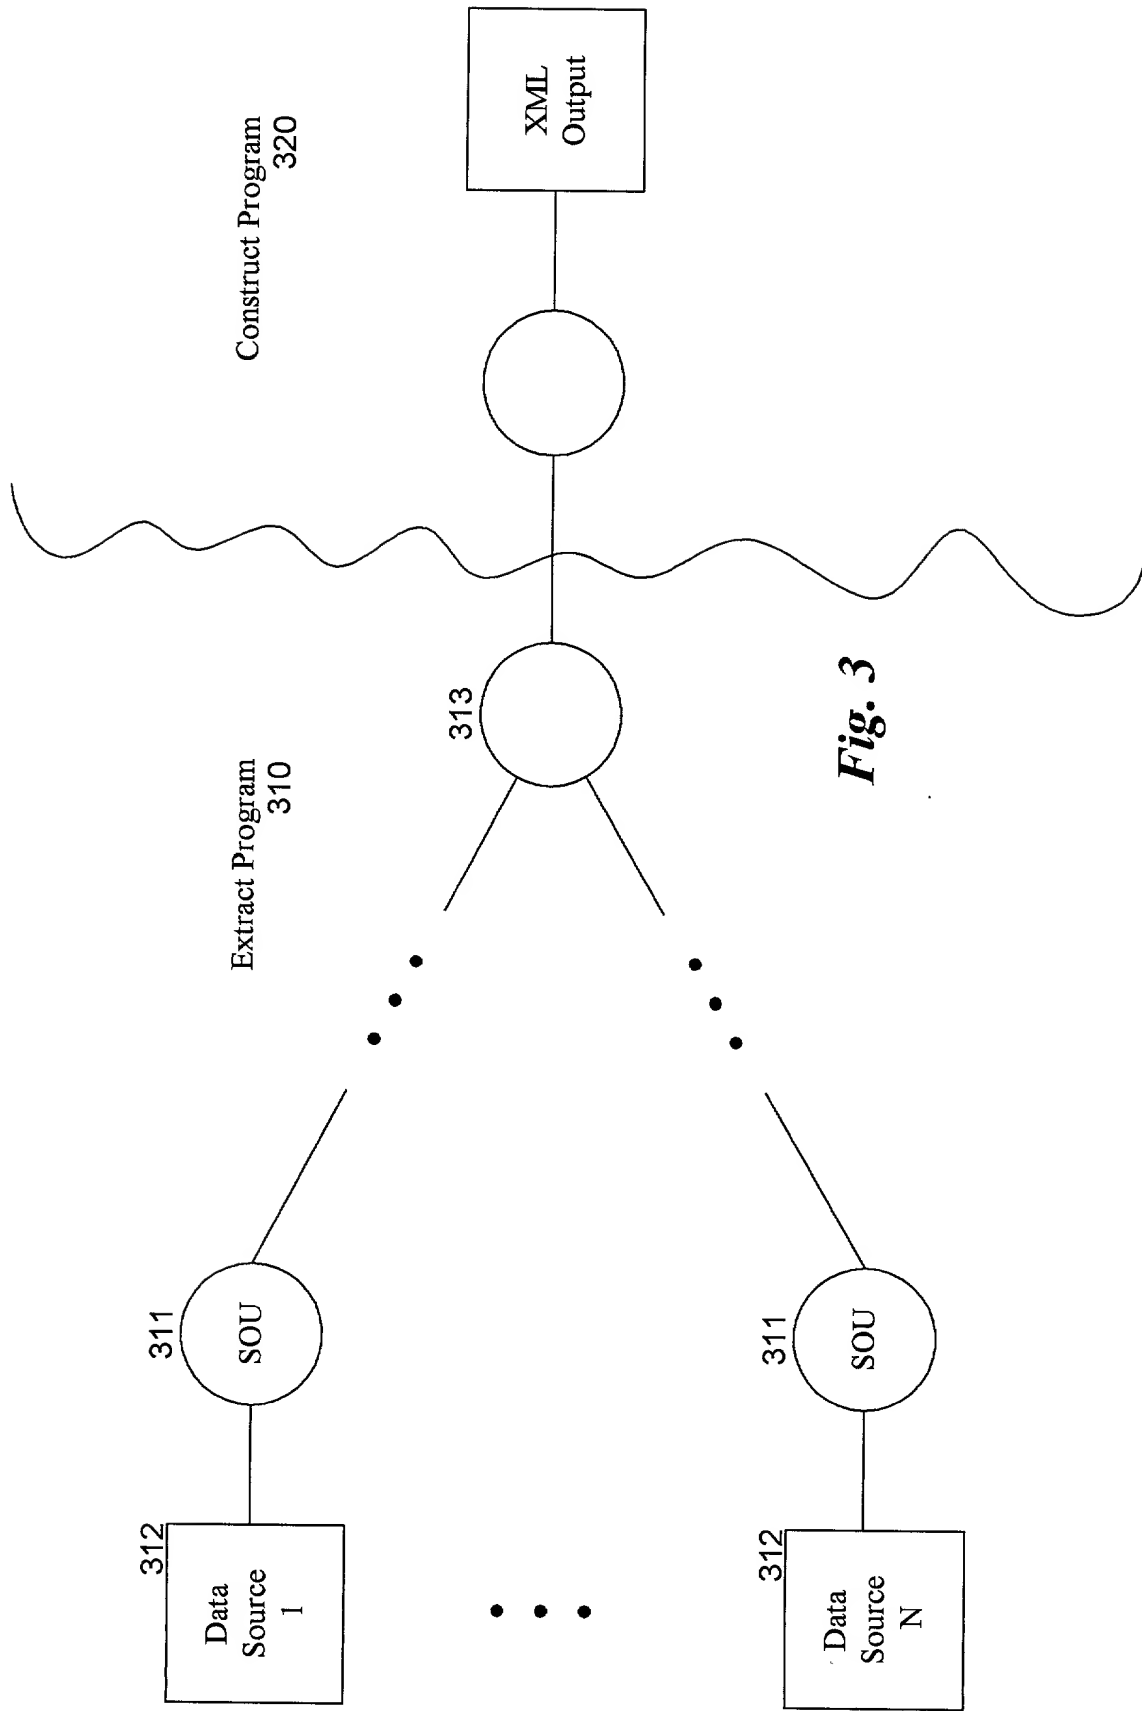 Extract Program
310
Construct Program
320
312
Data
Source
1
311
SOU
313
XML
Output
312
Data
Source
N
311
SOU
Fig. 3